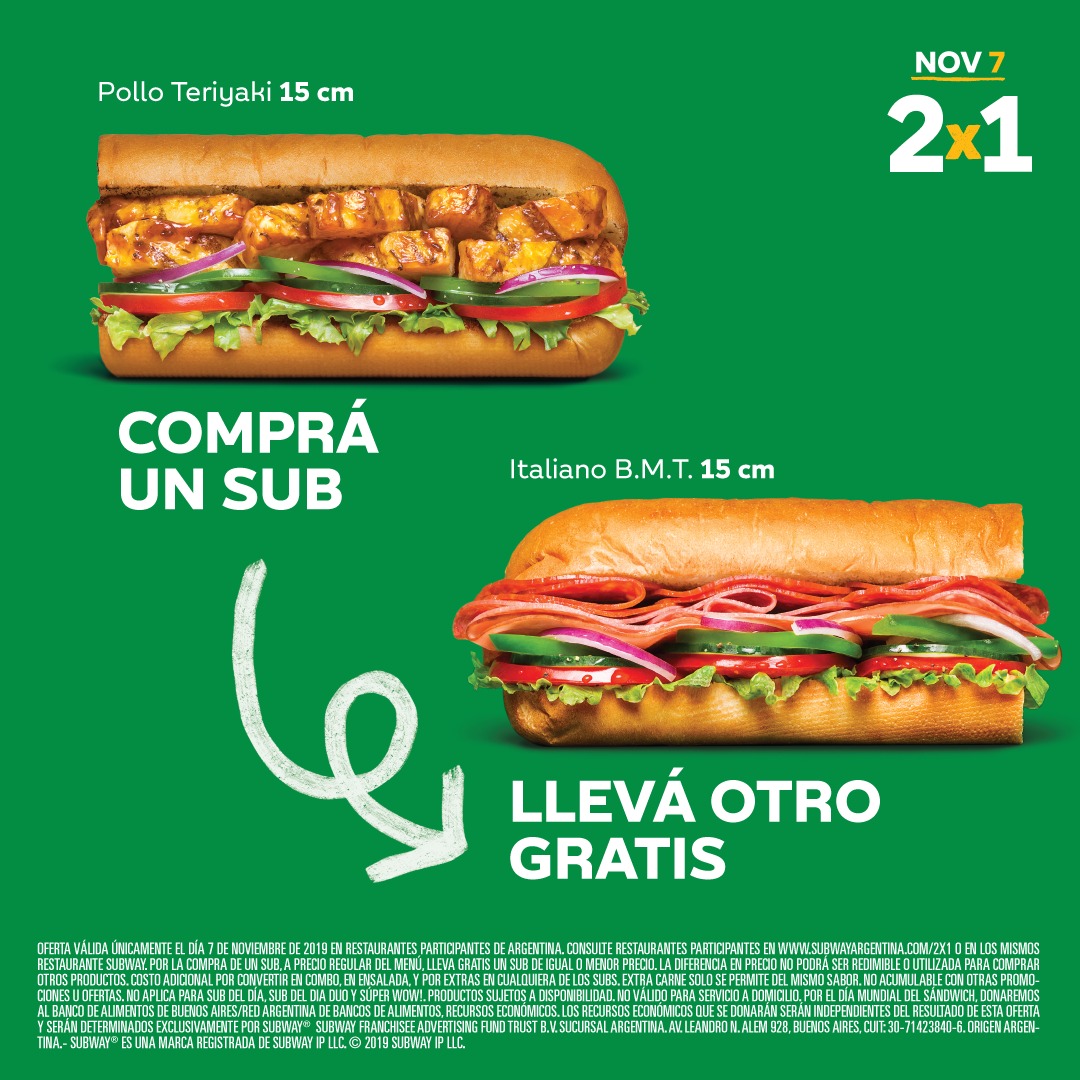 NOV 7
2x1
Pollo Teriyaki 15 cm
COMPRÁ
UN SUB
Italiano B.M.T. 15 cm
LLEVÁ OTRO
GRATIS
OFERTA VÁLIDA ÚNICAMENTE EL DÍA 7 DE NOVIEMBRE DE 2019 EN RESTAURANTES PARTICIPANTES DE ARGENTINA. CONSULTE RESTAURANTES PARTICIPANTES EN WWW.SUBWAYARGENTINA.COM/2X1 O EN LOS MISMOS
RESTAURANTE SUBWAY. POR LA COMPRA DE UN SUB, A PRECIO REGULAR DEL MENÚ, LLEVA GRATIS UN SUB DE IGUAL O MENOR PRECIO. LA DIFERENCIA EN PRECIO NO PODRÁ SER REDIMIBLE O UTILIZADA PARA COMPRAR
OTROS PRODUCTOS. COSTO ADICIONAL POR CONVERTIR EN COMBO, EN ENSALADA, Y POR EXTRAS EN CUALQUIERA DE LOS SUBS. EXTRA CARNE SOLO SE PERMITE DEL MISMO SABOR. NO ACUMULABLE CON OTRAS PROMO-
CIONES U OFERTAS. NO APLICA PARA SUB DEL DÍA, SUB DEL DIA DUO Y SÚPER WOW!. PRODUCTOS SUJETOS A DISPONIBILIDAD. NO VÁLIDO PARA SERVICIO A DOMICILIO, POR EL DÍA MUNDIAL DEL SÁNDWICH, DONAREMOS
AL BANCO DE ALIMENTOS DE BUENOS AIRES/RED ARGENTINA DE BANCOS DE ALIMENTOS, RECURSOS ECONÓMICOS. LOS RECURSOS ECONÓMICOS QUE SE DONARÁN SERÁN INDEPENDIENTES DEL RESULTADO DE ESTA OFERTA
Y SERÁN DETERMINADOS EXCLUSIVAMENTE POR SUBWAY® SUBWAY FRANCHISEE ADVERTISING FUND TRUST B.V. SUCURSAL ARGENTINA. AV. LEANDRO N. ALEM 928, BUENOS AIRES, CUIT: 30-71423840-6. ORIGEN ARGEN-
TINA.- SUBWAY® ES UNA MARCA REGISTRADA DE SUBWAY IP LLC. © 2019 SUBWAY IP LLC.